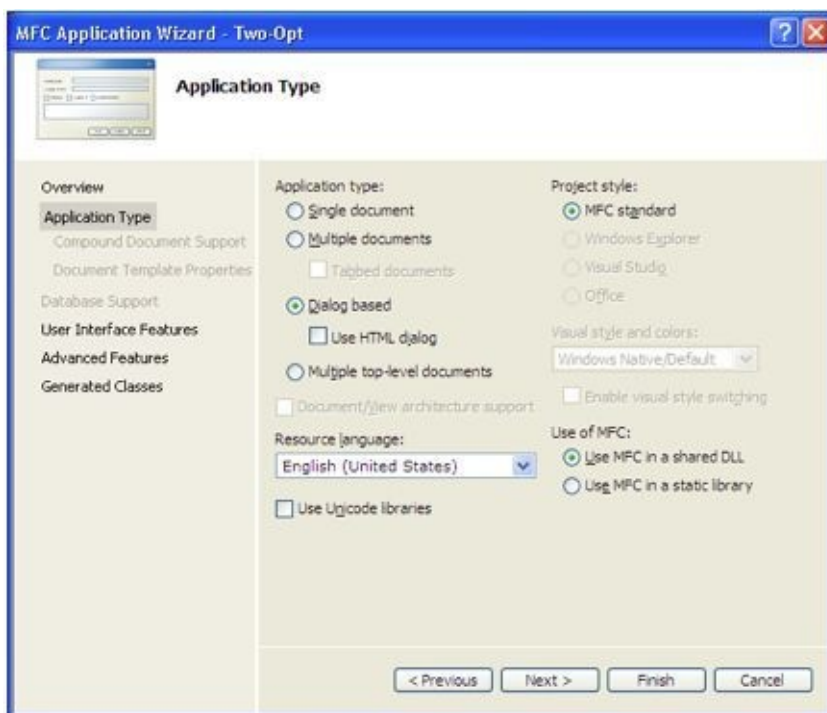 MFC Application Wizard - Two-Opt
Application Type
Overview
Application Type
Compound Document Support
Document Template Properties
Database Support
User Interface Features
Advanced Features
Generated Classes
Application type:
Single document
Multiple documents
Tabbed documents
Dialog based
Use HTML dialog
Multiple top-level documents
Document/View architecture support
Resource language:
English (United States)
Use Unicode libraries
Project style:
MFC standard
Windows Explorer
Visual Studio
Office
Visual style and colors:
Windows Native/Default
Enable visual style switching
Use of MFC:
Use MFC in a shared DLL
Use MFC in a static library
< Previous
Next >
Finish
Cancel